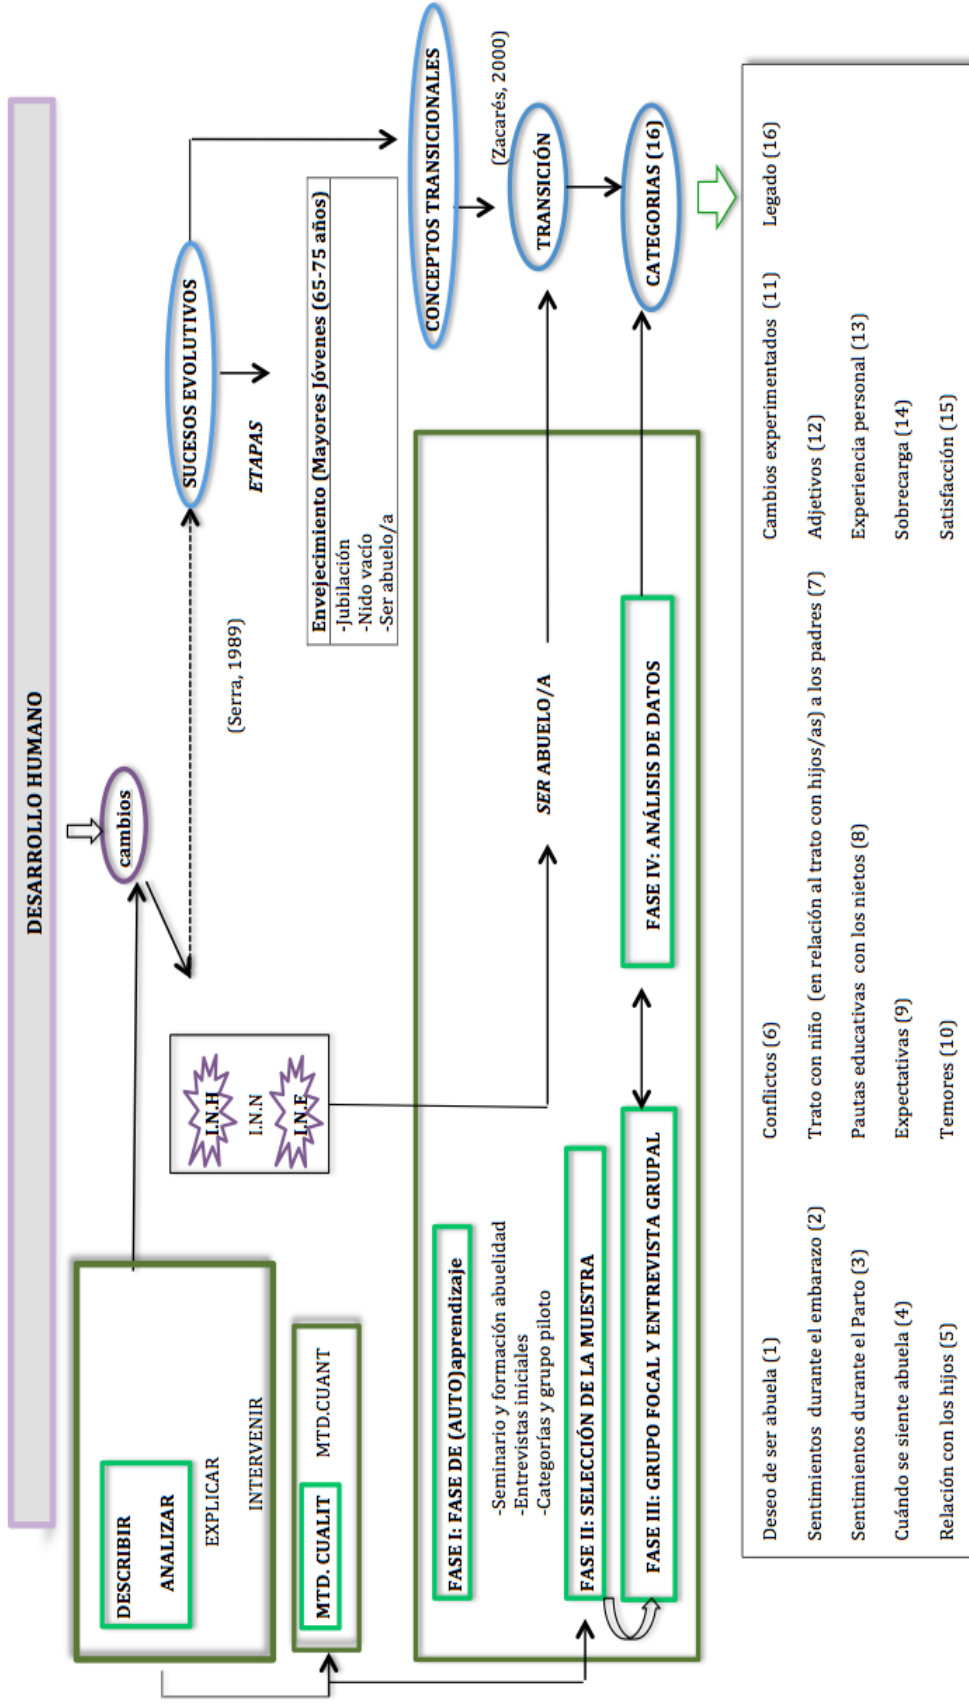 DESARROLLO HUMANO
cambios
DESCRIBIR
ANALIZAR
EXPLICAR
INTERVENIR
I.N.H
I.N.N
I.N.E
(Serra, 1989)
SUCESOS EVOLUTIVOS
ETAPAS
Envejecimiento (Mayores Jóvenes (65-75 años)
-Jubilación
-Nido vacío
-Ser abuelo/a
MTD. CUALIT
MTD.CUANT
CONCEPTOS TRANSICIONALES
(Zacarés, 2000)
FASE I: FASE DE (AUTO)aprendizaje
-Seminario y formación abuelidad
-Entrevistas iniciales
-Categorías y grupo piloto
SER ABUELO/A
TRANSICIÓN
FASE II: SELECCIÓN DE LA MUESTRA
FASE III: GRUPO FOCAL Y ENTREVISTA GRUPAL
FASE IV: ANÁLISIS DE DATOS
CATEGORIAS (16)
Deseo de ser abuela (1)
Sentimientos durante el embarazo (2)
Sentimientos durante el Parto (3)
Cuándo se siente abuela (4)
Relación con los hijos (5)
Conflictos (6)
Trato con niño (en relación al trato con hijos/as) a los padres (7)
Pautas educativas con los nietos (8)
Expectativas (9)
Temores (10)
Cambios experimentados (11)
Adjetivos (12)
Experiencia personal (13)
Sobrecarga (14)
Satisfacción (15)
Legado (16)